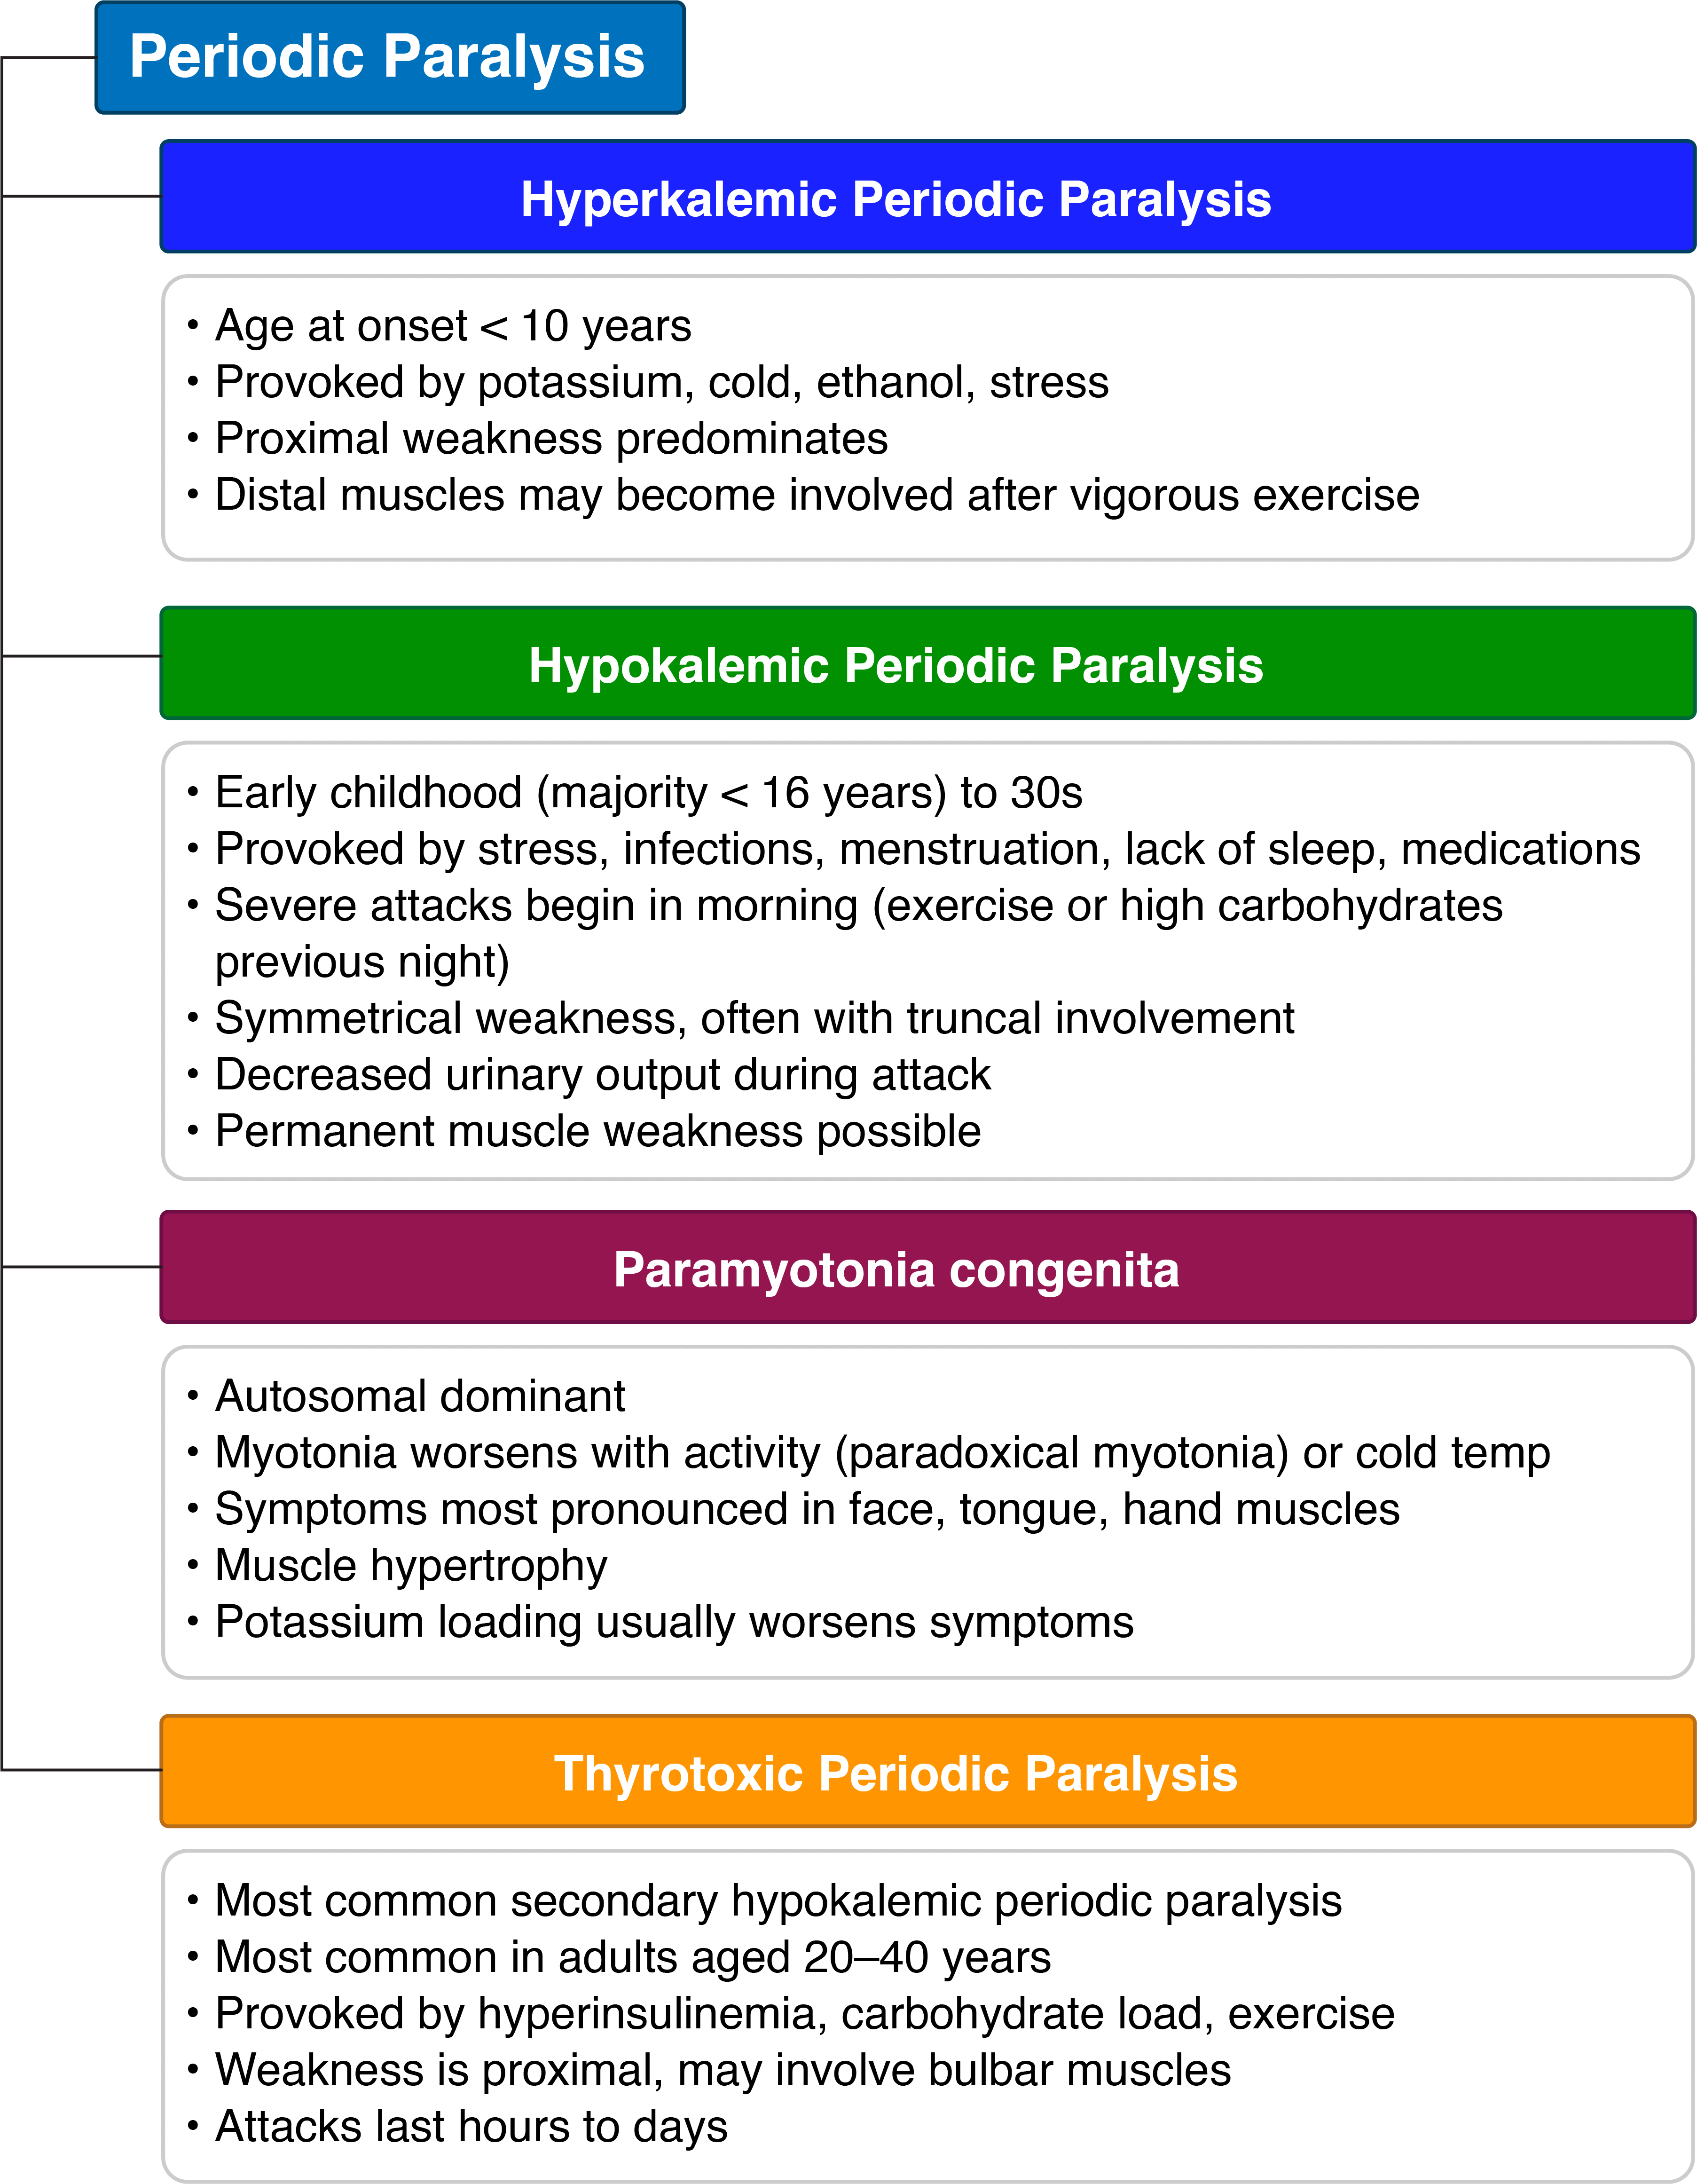 Periodic Paralysis
Hyperkalemic Periodic Paralysis
• Age at onset < 10 years
• Provoked by potassium, cold, ethanol, stress
• Proximal weakness predominates
• Distal muscles may become involved after vigorous exercise
Hypokalemic Periodic Paralysis
• Early childhood (majority < 16 years) to 30s
• Provoked by stress, infections, menstruation, lack of sleep, medications
• Severe attacks begin in morning (exercise or high carbohydrates
previous night)
• Symmetrical weakness, often with truncal involvement
• Decreased urinary output during attack
• Permanent muscle weakness possible
Paramyotonia congenita
• Autosomal dominant
• Myotonia worsens with activity (paradoxical myotonia) or cold temp
• Symptoms most pronounced in face, tongue, hand muscles
• Muscle hypertrophy
• Potassium loading usually worsens symptoms
Thyrotoxic Periodic Paralysis
• Most common secondary hypokalemic periodic paralysis
• Most common in adults aged 20–40 years
• Provoked by hyperinsulinemia, carbohydrate load, exercise
• Weakness is proximal, may involve bulbar muscles
• Attacks last hours to days